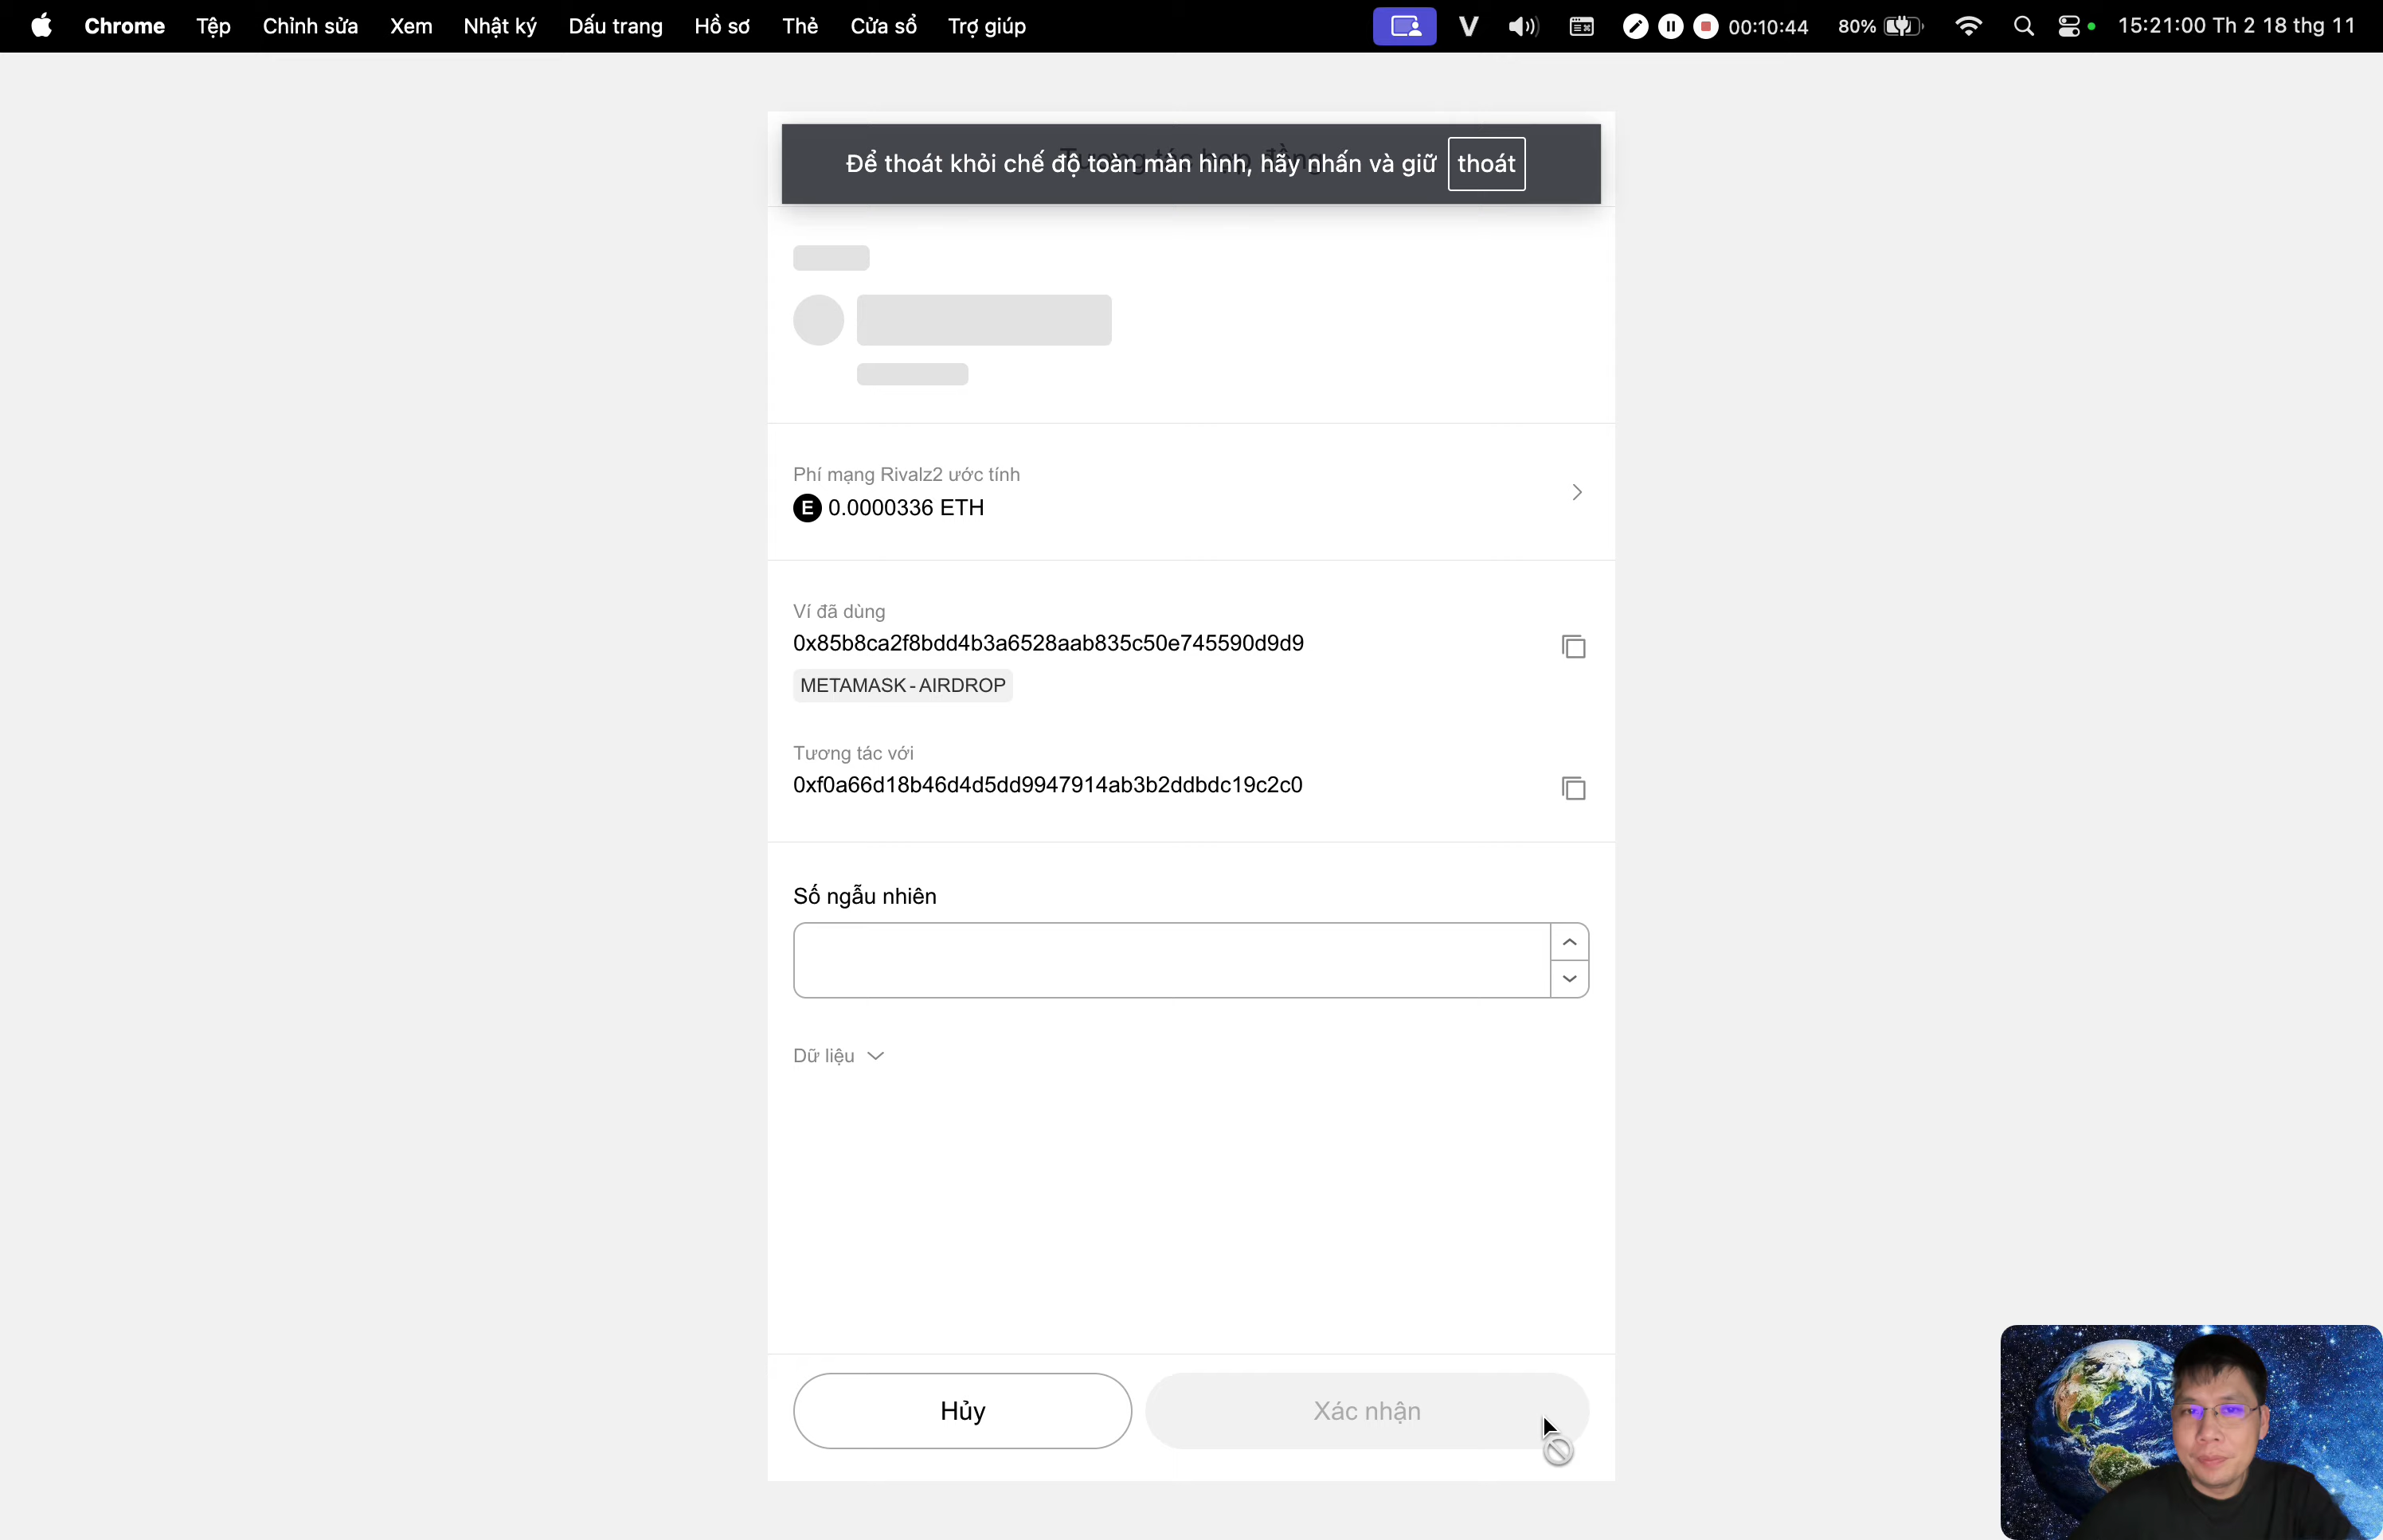 Chrome Tệp Chỉnh sửa Xem Nhật ký Dấu trang Hồ sơ Thẻ Cửa sổ Trợ giúp V 00:10:44 80% 15:21:00 Th 2 18 thg 11
Để thoát khỏi chế độ toàn màn hình, hãy nhấn và giữ thoát
Phí mạng Rivalz2 ước tính
E 0.0000336 ETH
Ví đã dùng
0x85b8ca2f8bdd4b3a6528aab835c50e745590d9d9
METAMASK - AIRDROP
Tương tác với
0xf0a66d18b46d4d5dd9947914ab3b2ddbdc19c2c0
Số ngẫu nhiên
Dữ liệu
Hủy Xác nhận